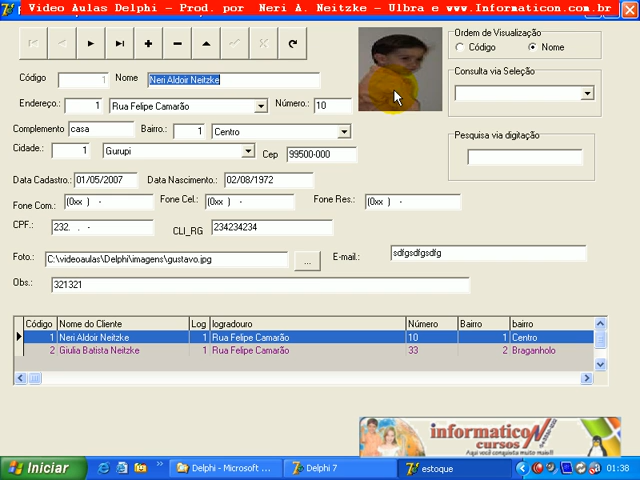 Video Aulas Delphi - Prod. por Neri A. Neitzke - Ulbra e www.Informaticon.com.br
Ordem de Visualização
Código Nome
Código 1 Nome Neri Aldoir Neitzke
Consulta via Seleção
Endereço.: 1 Rua Felipe Camarão Número.: 10
Complemento casa Bairro.: 1 Centro
Pesquisa via digitação
Cidade.: 1 Gurupi Cep 99500-000
Data Cadastro.: 01/05/2007 Data Nascimento.: 02/08/1972
Fone Com.: (0xx ) - Fone Cel.: (0xx ) - Fone Res.: (0xx ) -
CPF.: 232. . - CLI_RG 234234234
Foto.: C:\videoaulas\Delphi\imagens\gustavo.jpg ... E-mail.: sdfgsdfgsdfg
Obs.: 321321
Código Nome do Cliente Log logradouro Número Bairro bairro
1 Neri Aldoir Neitzke 1 Rua Felipe Camarão 10 1 Centro
2 Giulia Batista Neitzke 1 Rua Felipe Camarão 33 2 Braganholo
informaticon
cursos
Aqui você conquista muito mais!!
Iniciar » Delphi - Microsoft ... Delphi 7 estoque 01:38